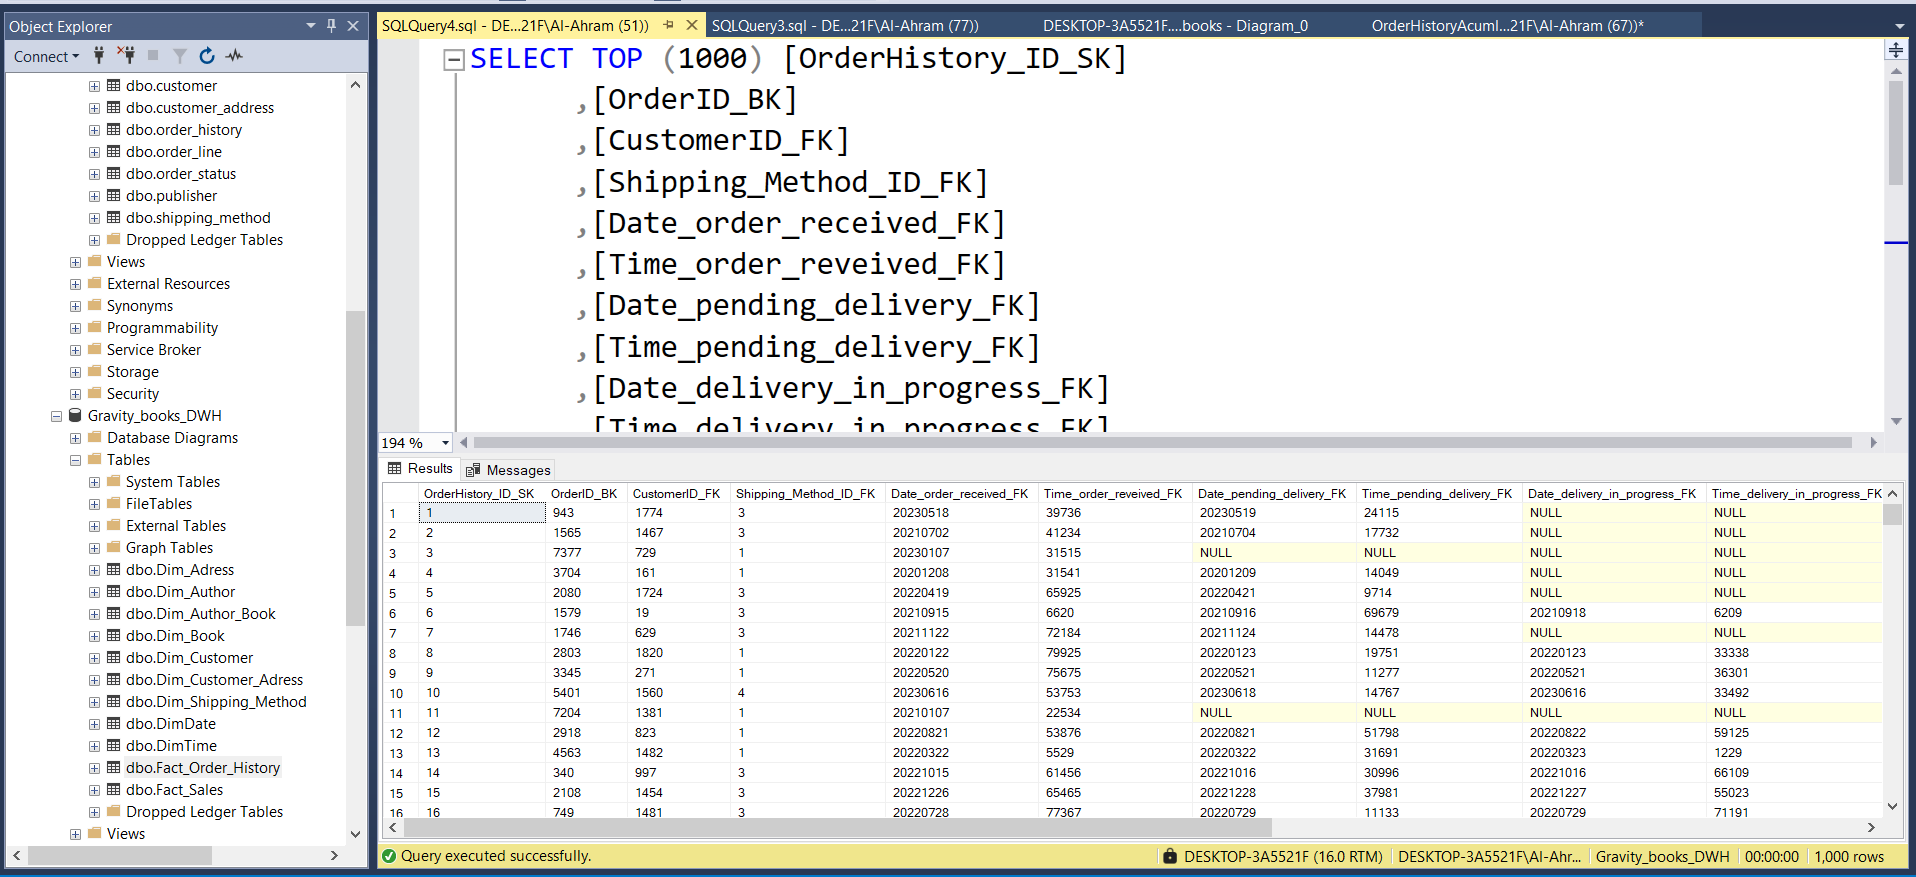 Object Explorer
Connect
dbo.customer
dbo.customer_address
dbo.order_history
dbo.order_line
dbo.order_status
dbo.publisher
dbo.shipping_method
Dropped Ledger Tables
Views
External Resources
Synonyms
Programmability
Service Broker
Storage
Security
Gravity_books_DWH
Database Diagrams
Tables
System Tables
FileTables
External Tables
Graph Tables
dbo.Dim_Adress
dbo.Dim_Author
dbo.Dim_Author_Book
dbo.Dim_Book
dbo.Dim_Customer
dbo.Dim_Customer_Adress
dbo.Dim_Shipping_Method
dbo.DimDate
dbo.DimTime
dbo.Fact_Order_History
dbo.Fact_Sales
Dropped Ledger Tables
Views
SQLQuery4.sql - DE...21F\Al-Ahram (51)) SQLQuery3.sql - DE...21F\Al-Ahram (77)) DESKTOP-3A5521F....books - Diagram_0 OrderHistoryAcuml...21F\Al-Ahram (67))*
SELECT TOP (1000) [OrderHistory_ID_SK]
,[OrderID_BK]
,[CustomerID_FK]
,[Shipping_Method_ID_FK]
,[Date_order_received_FK]
,[Time_order_reveived_FK]
,[Date_pending_delivery_FK]
,[Time_pending_delivery_FK]
,[Date_delivery_in_progress_FK]
,[Time_delivery_in_progress_FK]
194 %
Results Messages
OrderHistory_ID_SK OrderID_BK CustomerID_FK Shipping_Method_ID_FK Date_order_received_FK Time_order_reveived_FK Date_pending_delivery_FK Time_pending_delivery_FK Date_delivery_in_progress_FK Time_delivery_in_progress_FK
1 1 943 1774 3 20230518 39736 20230519 24115 NULL NULL
2 2 1565 1467 3 20210702 41234 20210704 17732 NULL NULL
3 3 7377 729 1 20230107 31515 NULL NULL NULL NULL
4 4 3704 161 1 20201208 31541 20201209 14049 NULL NULL
5 5 2080 1724 3 20220419 65925 20220421 9714 NULL NULL
6 6 1579 19 3 20210915 6620 20210916 69679 20210918 6209
7 7 1746 629 3 20211122 72184 20211124 14478 NULL NULL
8 8 2803 1820 1 20220122 79925 20220123 19751 20220123 33338
9 9 3345 271 1 20220520 75675 20220521 11277 20220521 36301
10 10 5401 1560 4 20230616 53753 20230618 14767 20230616 33492
11 11 7204 1381 1 20210107 22534 NULL NULL NULL NULL
12 12 2918 823 1 20220821 53876 20220821 51798 20220822 59125
13 13 4563 1482 1 20220322 5529 20220322 31691 20220323 1229
14 14 340 997 3 20221015 61456 20221016 30996 20221016 66109
15 15 2108 1454 3 20221226 65465 20221228 37981 20221227 55023
16 16 749 1481 3 20220728 77367 20220729 11133 20220729 71191
Query executed successfully. DESKTOP-3A5521F (16.0 RTM) DESKTOP-3A5521F\Al-Ahr... Gravity_books_DWH 00:00:00 1,000 rows